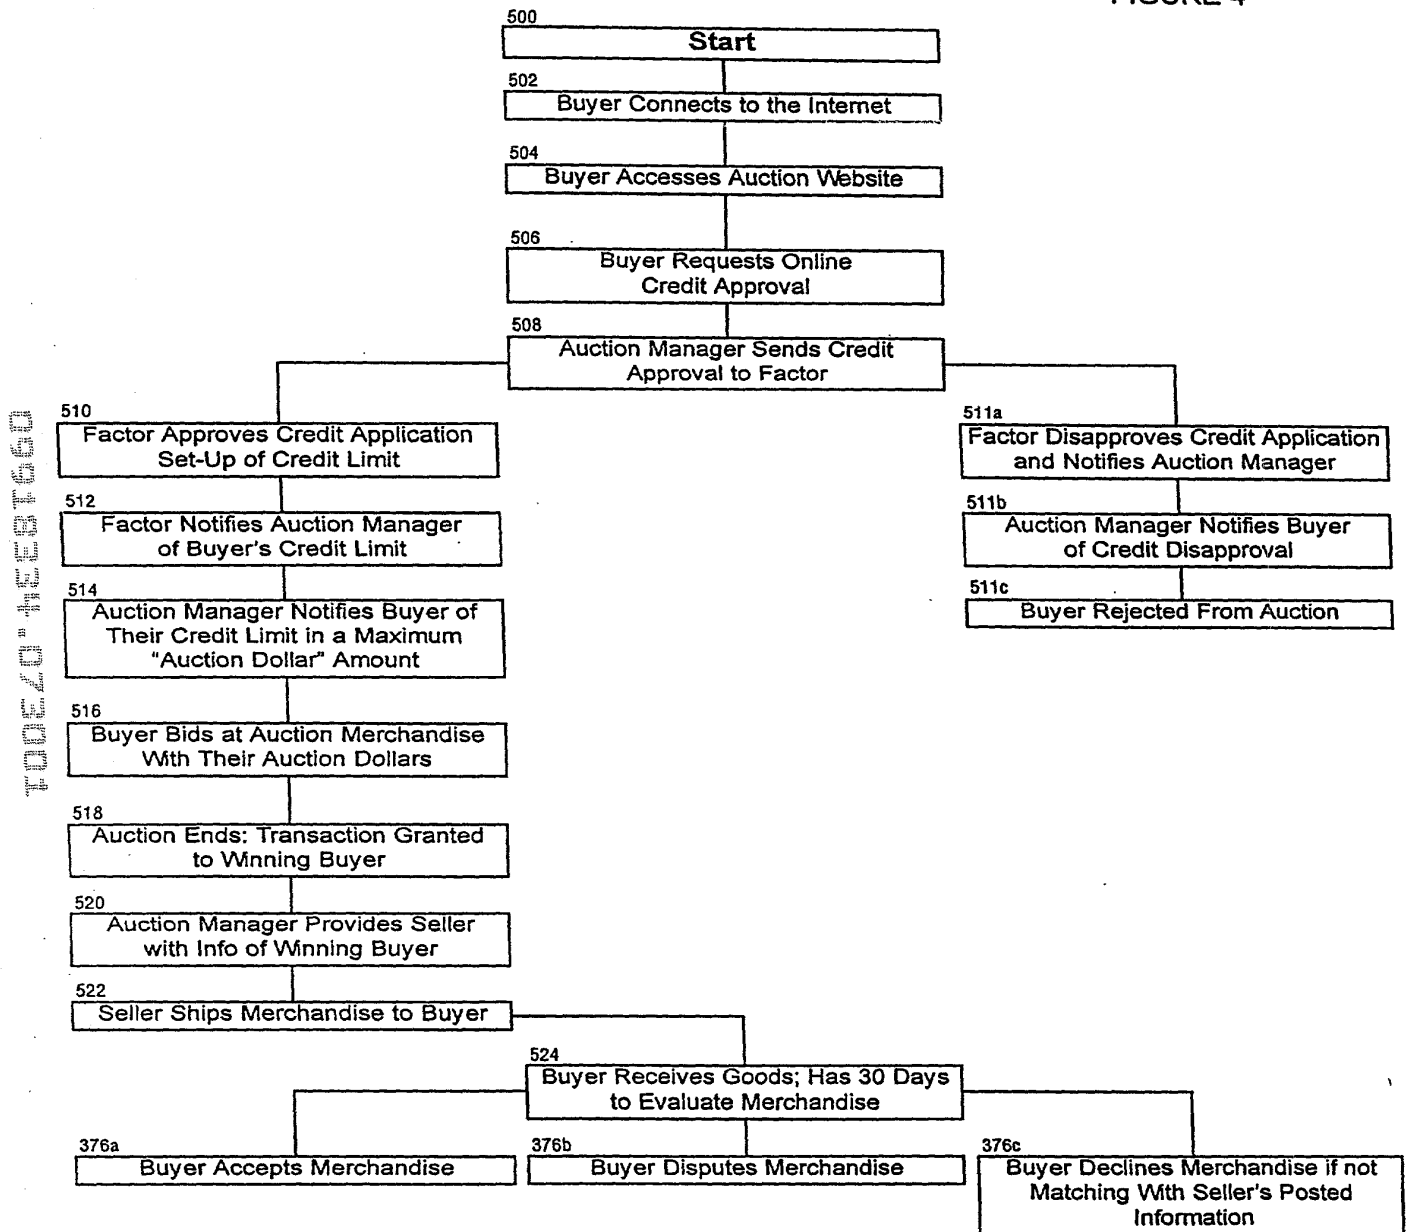 FIGURE 4
500
Start
502
Buyer Connects to the Internet
504
Buyer Accesses Auction Website
506
Buyer Requests Online
Credit Approval
508
Auction Manager Sends Credit
Approval to Factor
510
Factor Approves Credit Application
Set-Up of Credit Limit
511a
Factor Disapproves Credit Application
and Notifies Auction Manager
512
Factor Notifies Auction Manager
of Buyer's Credit Limit
511b
Auction Manager Notifies Buyer
of Credit Disapproval
514
Auction Manager Notifies Buyer of
Their Credit Limit in a Maximum
"Auction Dollar" Amount
511c
Buyer Rejected From Auction
516
Buyer Bids at Auction Merchandise
With Their Auction Dollars
518
Auction Ends: Transaction Granted
to Winning Buyer
520
Auction Manager Provides Seller
with Info of Winning Buyer
522
Seller Ships Merchandise to Buyer
524
Buyer Receives Goods; Has 30 Days
to Evaluate Merchandise
376a
Buyer Accepts Merchandise
376b
Buyer Disputes Merchandise
376c
Buyer Declines Merchandise if not
Matching With Seller's Posted
Information
09918334.073001